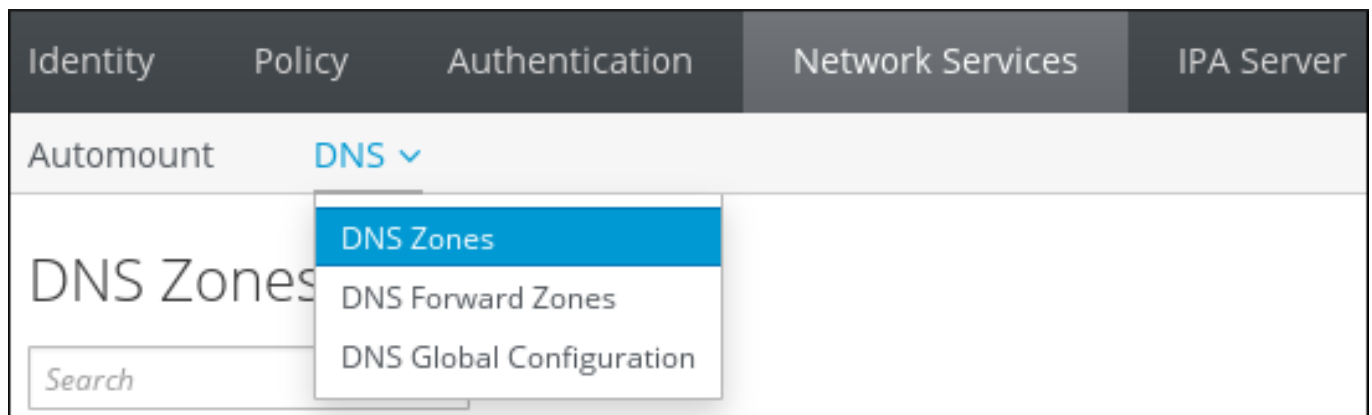 Identity Policy Authentication Network Services IPA Server
Automount DNS
DNS Zones
DNS Zones
DNS Forward Zones
DNS Global Configuration
Search